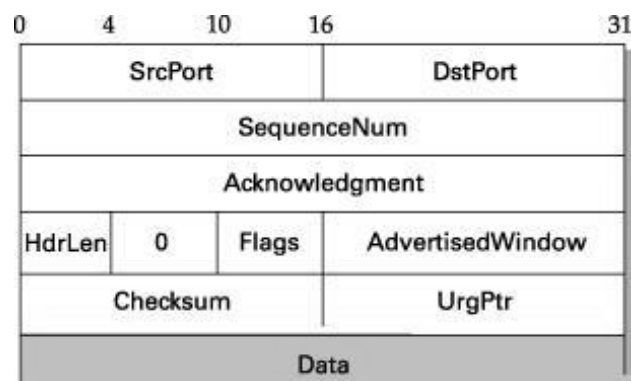 0 4 10 16 31
SrcPort DstPort
SequenceNum
Acknowledgment
HdrLen 0 Flags AdvertisedWindow
Checksum UrgPtr
Data